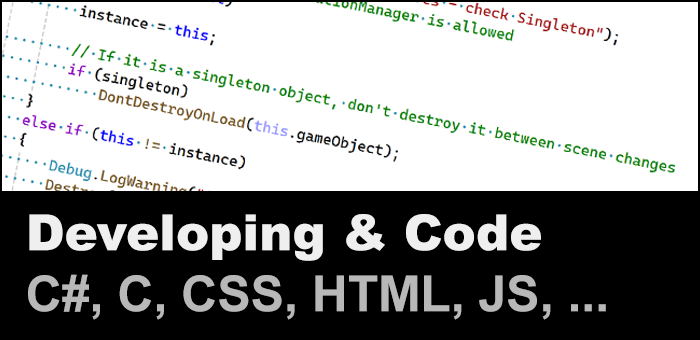 - check Singleton");
instance = this;
Manager is allowed
// If it is a singleton object, don't destroy it between scene changes
if (singleton)
DontDestroyOnLoad(this.gameObject);
}
else if (this != instance)
{
Debug.LogWarning("
Developing & Code
C#, C, CSS, HTML, JS, ...